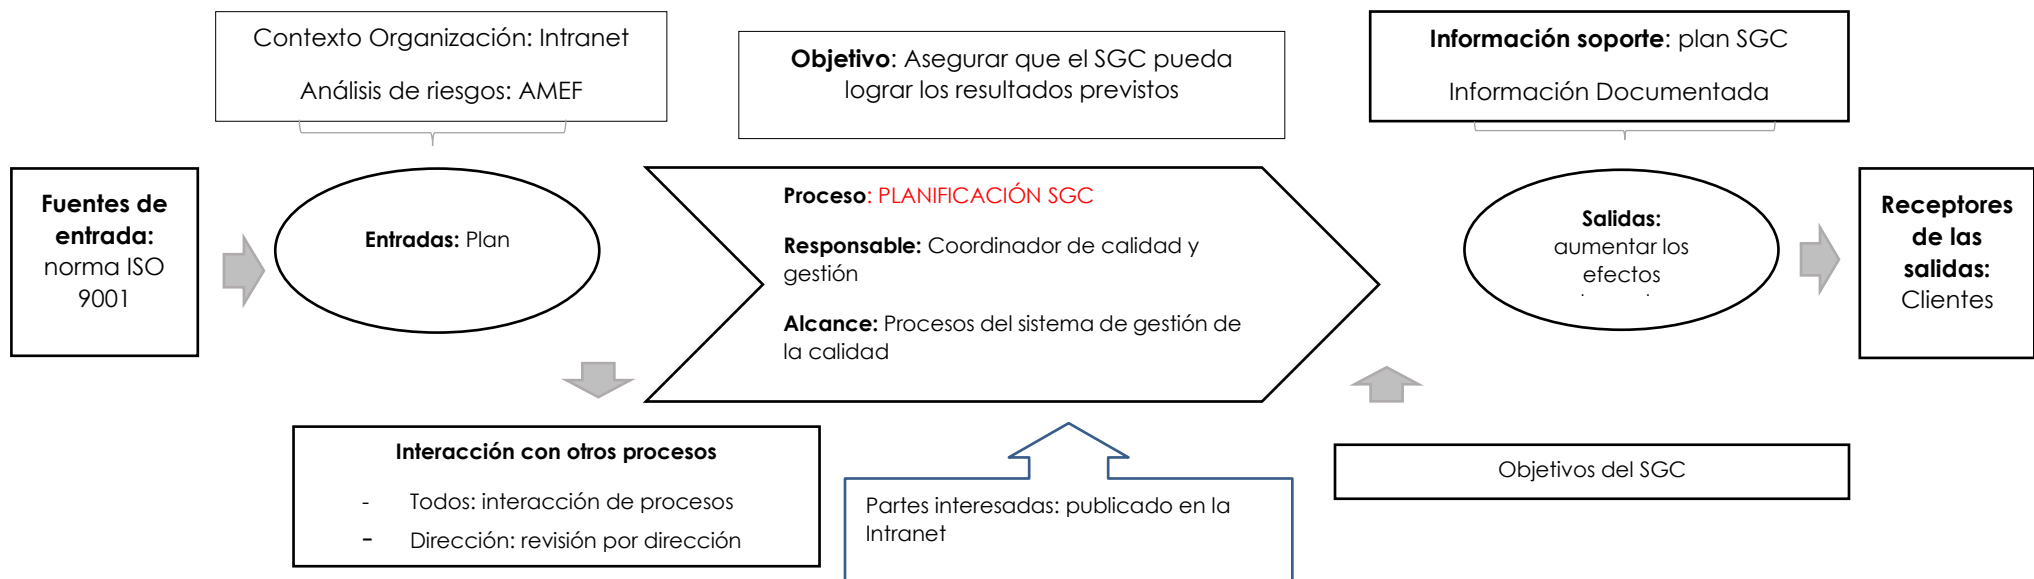 Contexto Organización: Intranet
Análisis de riesgos: AMEF
Objetivo: Asegurar que el SGC pueda
lograr los resultados previstos
Información soporte: plan SGC
Información Documentada
Fuentes de
entrada:
norma ISO
9001
Entradas: Plan
Proceso: PLANIFICACIÓN SGC
Responsable: Coordinador de calidad y
gestión
Alcance: Procesos del sistema de gestión de
la calidad
Salidas:
aumentar los
efectos
Receptores
de las
salidas:
Clientes
Interacción con otros procesos
- Todos: interacción de procesos
- Dirección: revisión por dirección
Partes interesadas: publicado en la
Intranet
Objetivos del SGC